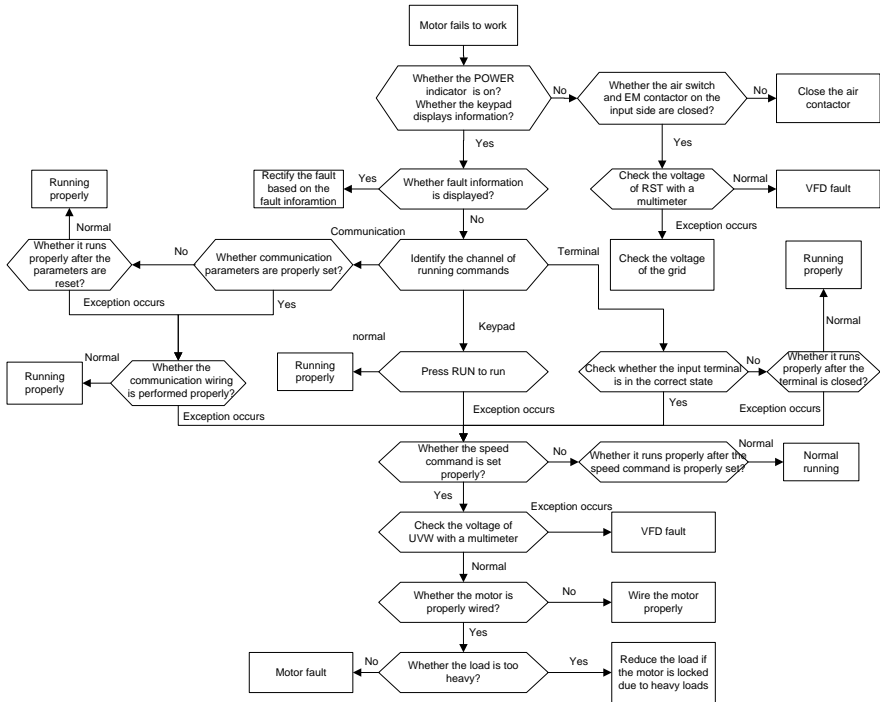 Motor fails to work
Whether the POWER
indicator is on?
Whether the keypad
displays information?
No
Whether the air switch
and EM contactor on the
input side are closed?
No
Close the air
contactor
Yes
Yes
Rectify the fault
based on the
fault inforamtion
Yes
Whether fault information
is displayed?
Check the voltage
of RST with a
multimeter
Normal
VFD fault
Running
properly
Normal
No
Exception occurs
Communication
Whether it runs
properly after the
parameters are
reset?
No
Whether communication
parameters are properly set?
Identify the channel of
running commands
Terminal
Check the voltage
of the grid
Running
properly
Exception occurs
Yes
Keypad
Normal
normal
Running
properly
Normal
Whether the
communication wiring
is performed properly?
Running
properly
Press RUN to run
Check whether the input terminal
is in the correct state
No
Whether it runs
properly after the
terminal is closed?
Exception occurs
Exception occurs
Yes
Exception occurs
Whether the speed
command is set
properly?
No
Whether it runs properly after the
speed command is properly set?
Normal
Normal
running
Yes
Exception occurs
Check the voltage of
UVW with a multimeter
VFD fault
Normal
Whether the motor is
properly wired?
No
Wire the motor
properly
Yes
Motor fault
No
Whether the load is too
heavy?
Yes
Reduce the load if
the motor is locked
due to heavy loads